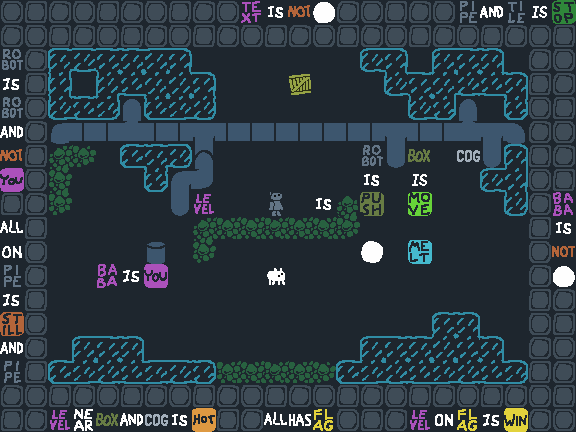 TEXT IS NOT
PIPE AND TILE IS STOP
ROBOT
IS
ROBOT
AND
NOT
YOU
ALL
ON
PIPE
IS
STILL
AND
PIPE
ROBOT BOX COG
IS IS
LEVEL IS PUSH MOVE
MELT
BABA IS YOU
BABA
IS
NOT
LEVEL NEAR BOX AND COG IS HOT
ALL HAS FLAG
LEVEL ON FLAG IS WIN